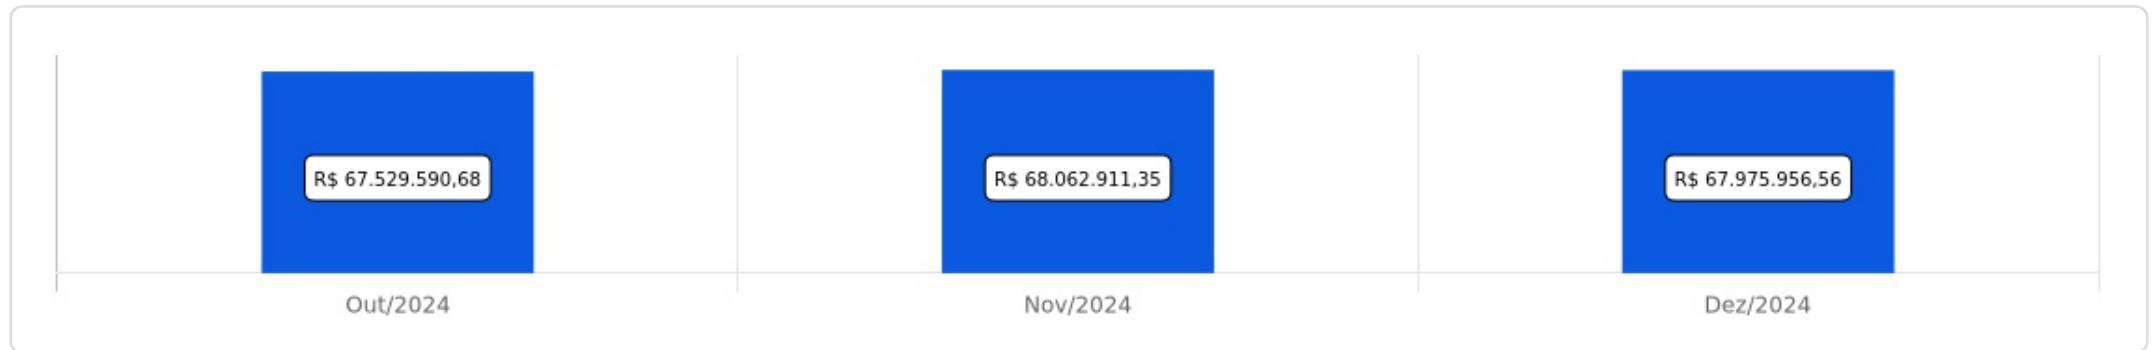 R$ 67.529.590,68
R$ 68.062.911,35
R$ 67.975.956,56
Out/2024
Nov/2024
Dez/2024